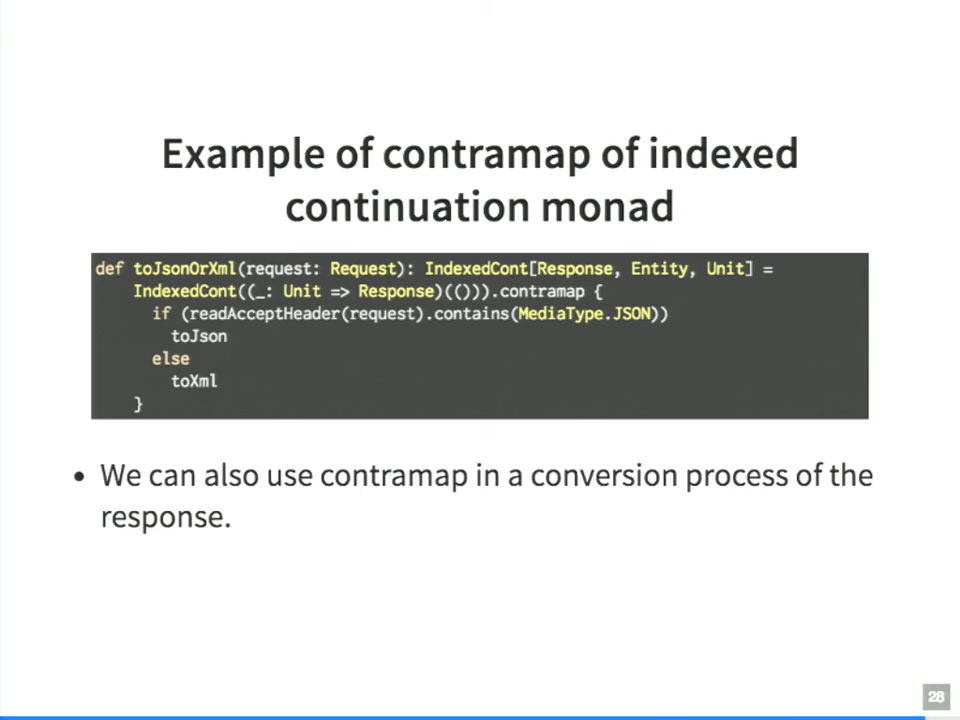 Example of contramap of indexed
continuation monad
def toJsonOrXml(request: Request): IndexedCont[Response, Entity, Unit] =
    IndexedCont((_: Unit => Response)(())).contramap {
      if (readAcceptHeader(request).contains(MediaType.JSON))
        toJson
      else
        toXml
    }
• We can also use contramap in a conversion process of the
response.
28